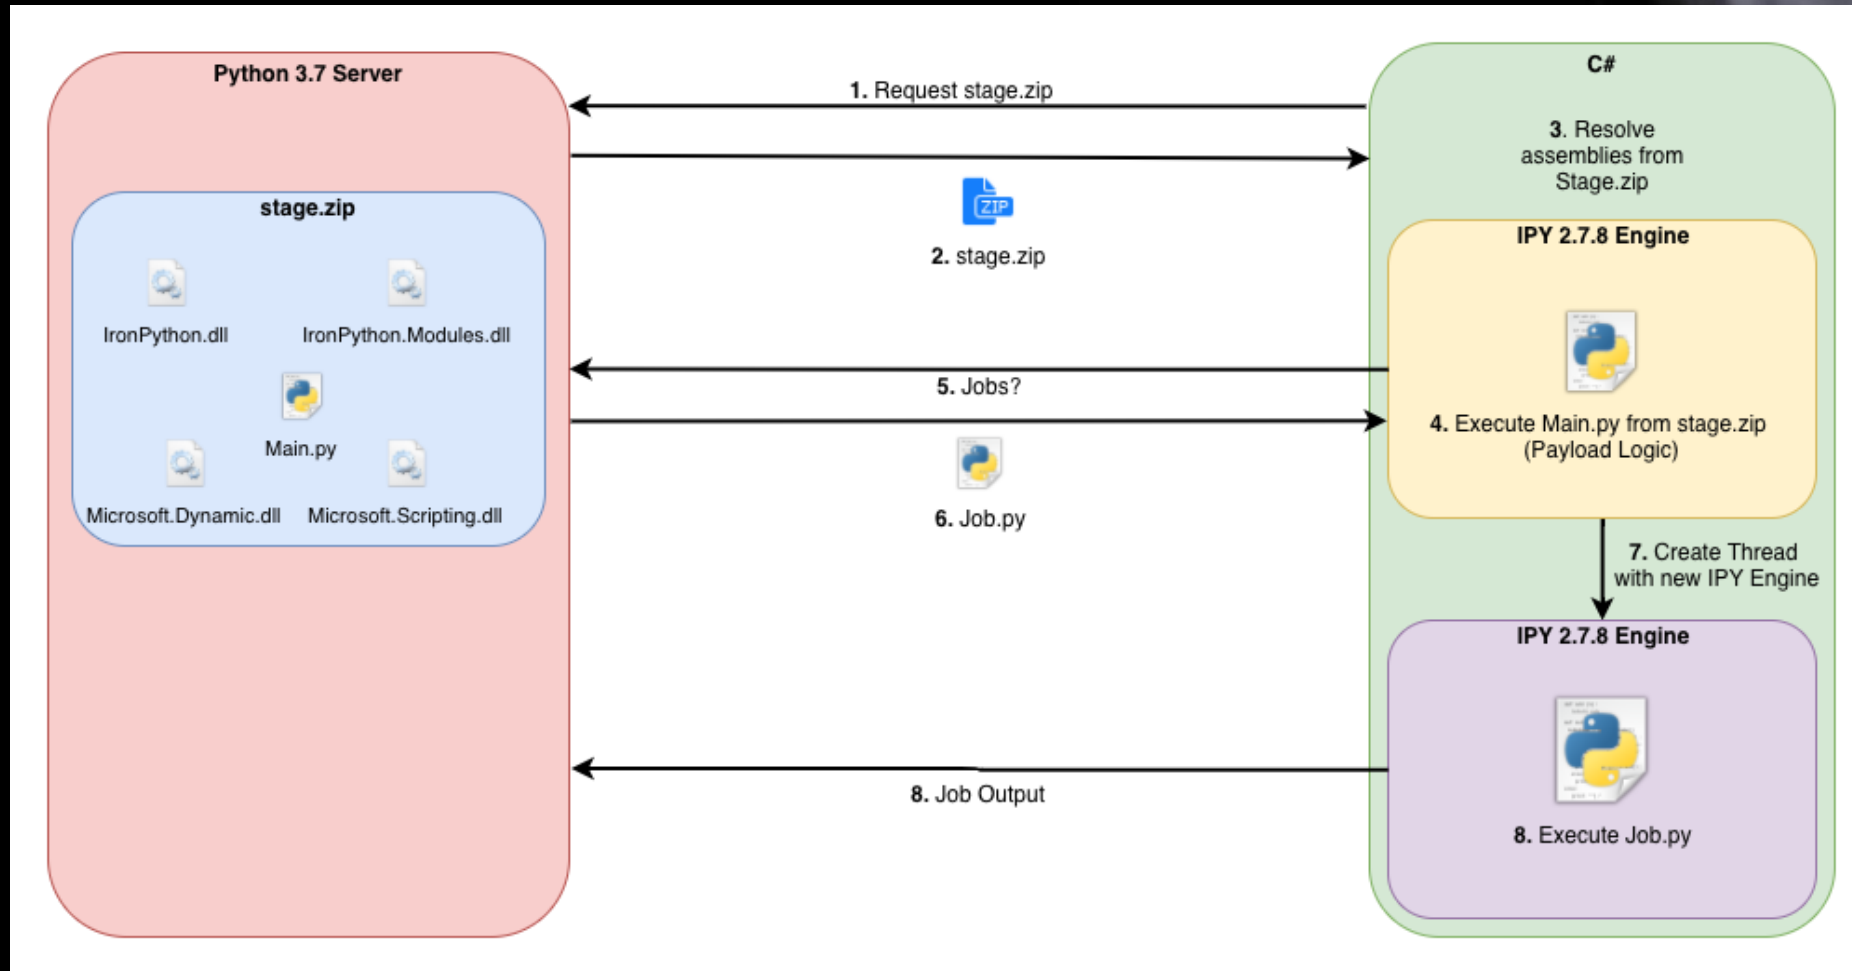 Python 3.7 Server
stage.zip
IronPython.dll
IronPython.Modules.dll
Main.py
Microsoft.Dynamic.dll
Microsoft.Scripting.dll
1. Request stage.zip
ZIP
2. stage.zip
5. Jobs?
6. Job.py
8. Job Output
C#
3. Resolve
assemblies from
Stage.zip
IPY 2.7.8 Engine
4. Execute Main.py from stage.zip
(Payload Logic)
7. Create Thread
with new IPY Engine
IPY 2.7.8 Engine
8. Execute Job.py